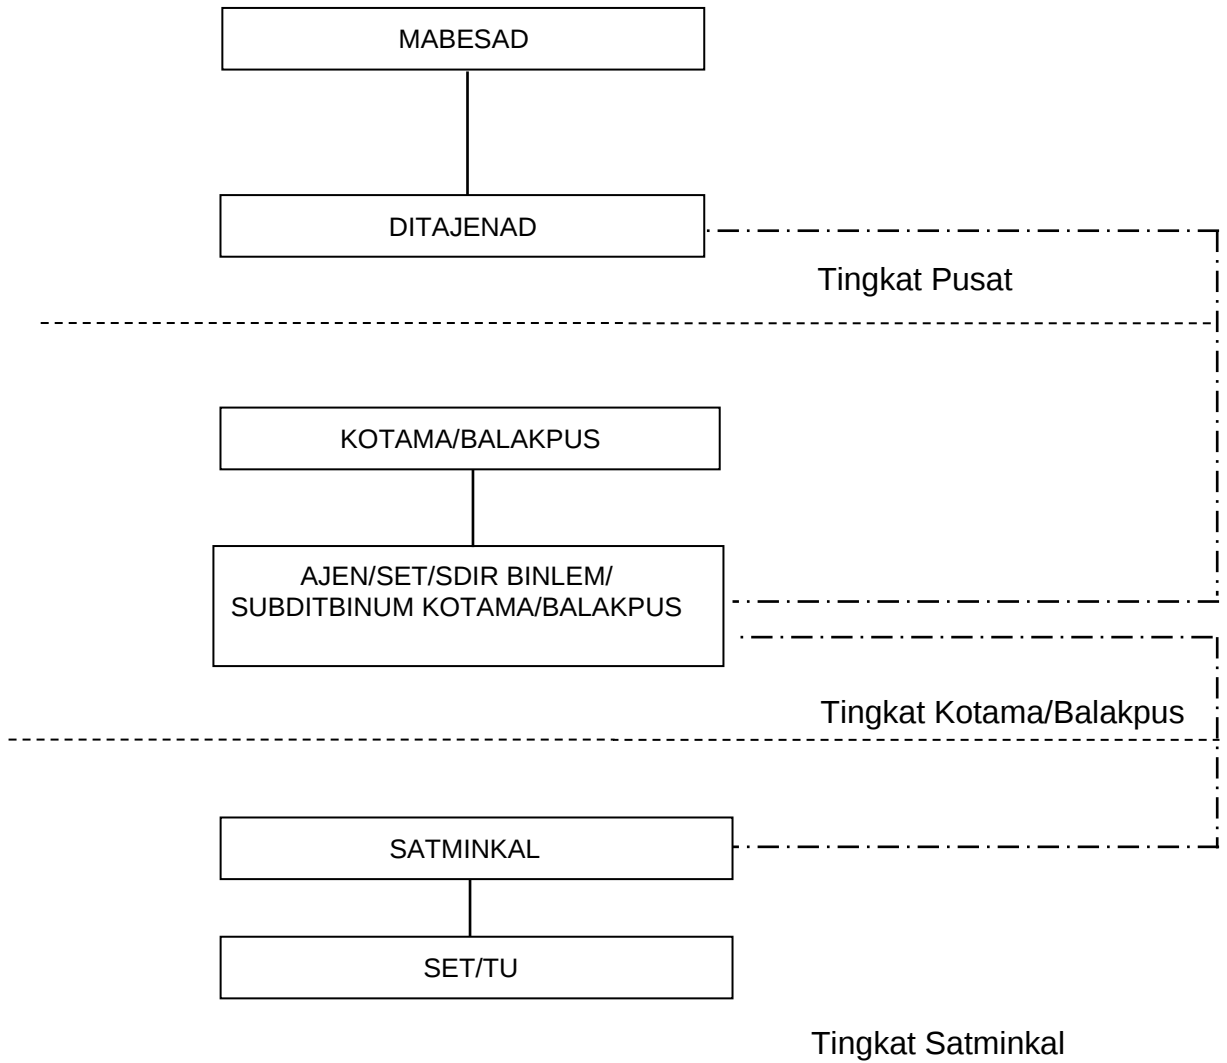 MABESAD
DITAJENAD
Tingkat Pusat
KOTAMA/BALAKPUS
AJEN/SET/SDIR BINLEM/
SUBDITBINUM KOTAMA/BALAKPUS
Tingkat Kotama/Balakpus
SATMINKAL
SET/TU
Tingkat Satminkal